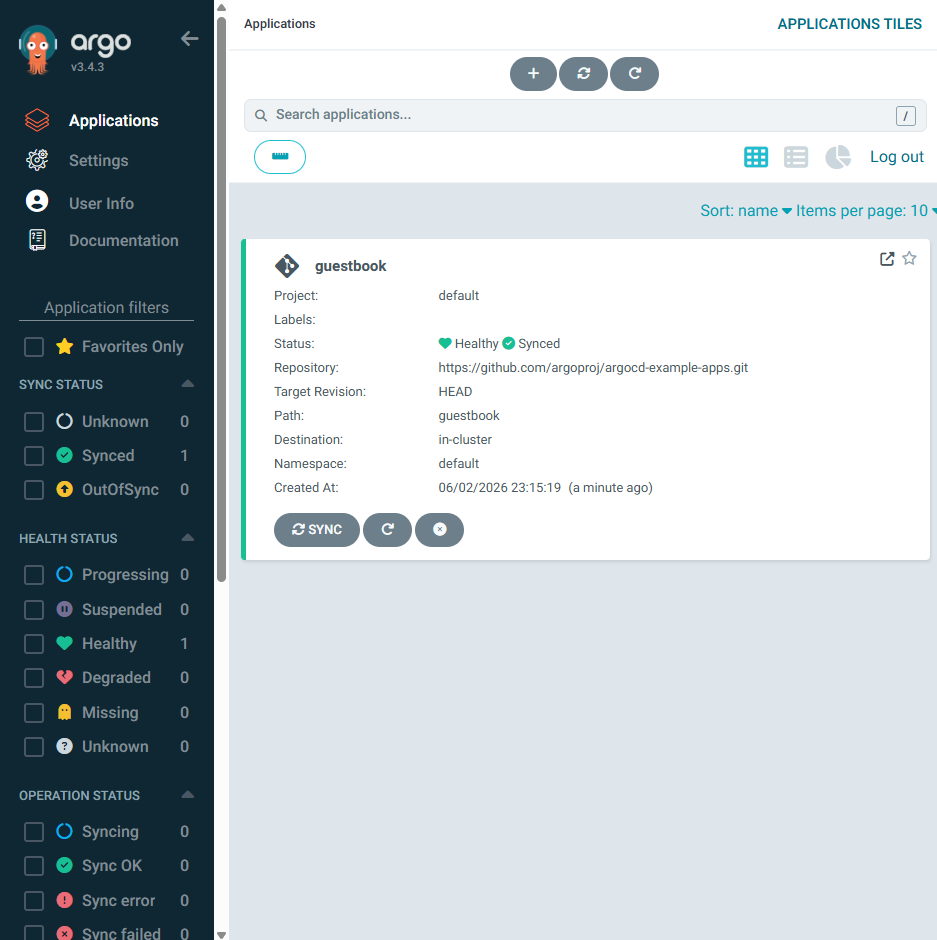 argo
v3.4.3
Applications
Settings
User Info
Documentation
Application filters
Favorites Only
SYNC STATUS
Unknown 0
Synced 1
OutOfSync 0
HEALTH STATUS
Progressing 0
Suspended 0
Healthy 1
Degraded 0
Missing 0
Unknown 0
OPERATION STATUS
Syncing 0
Sync OK 0
Sync error 0
Sync failed 0
Applications
APPLICATIONS TILES
Search applications...
/
Log out
Sort: name Items per page: 10
guestbook
Project: default
Labels:
Status: Healthy Synced
Repository: https://github.com/argoproj/argocd-example-apps.git
Target Revision: HEAD
Path: guestbook
Destination: in-cluster
Namespace: default
Created At: 06/02/2026 23:15:19 (a minute ago)
SYNC